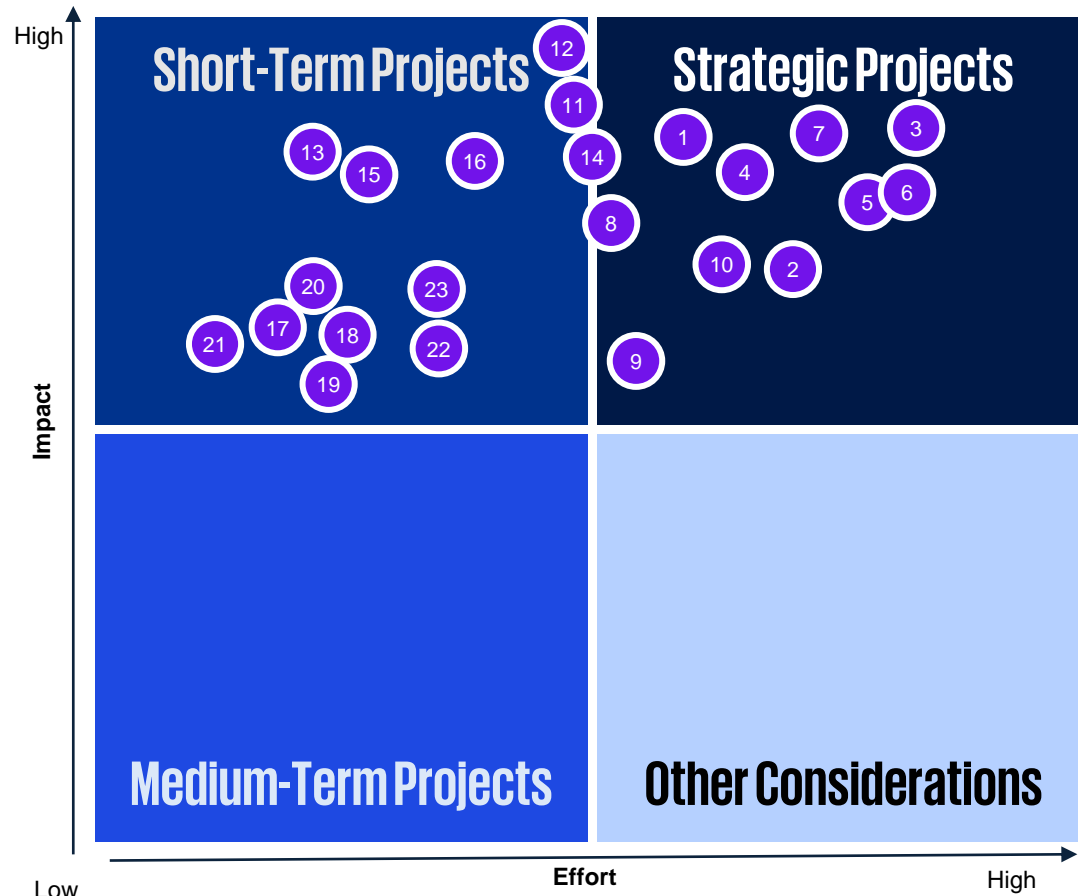 High
Short-Term Projects
Strategic Projects
12
11
1
7
3
13
15
16
14
4
5
6
8
10
2
20
23
17
18
21
22
19
9
Impact
Medium-Term Projects
Other Considerations
Effort
High
Low